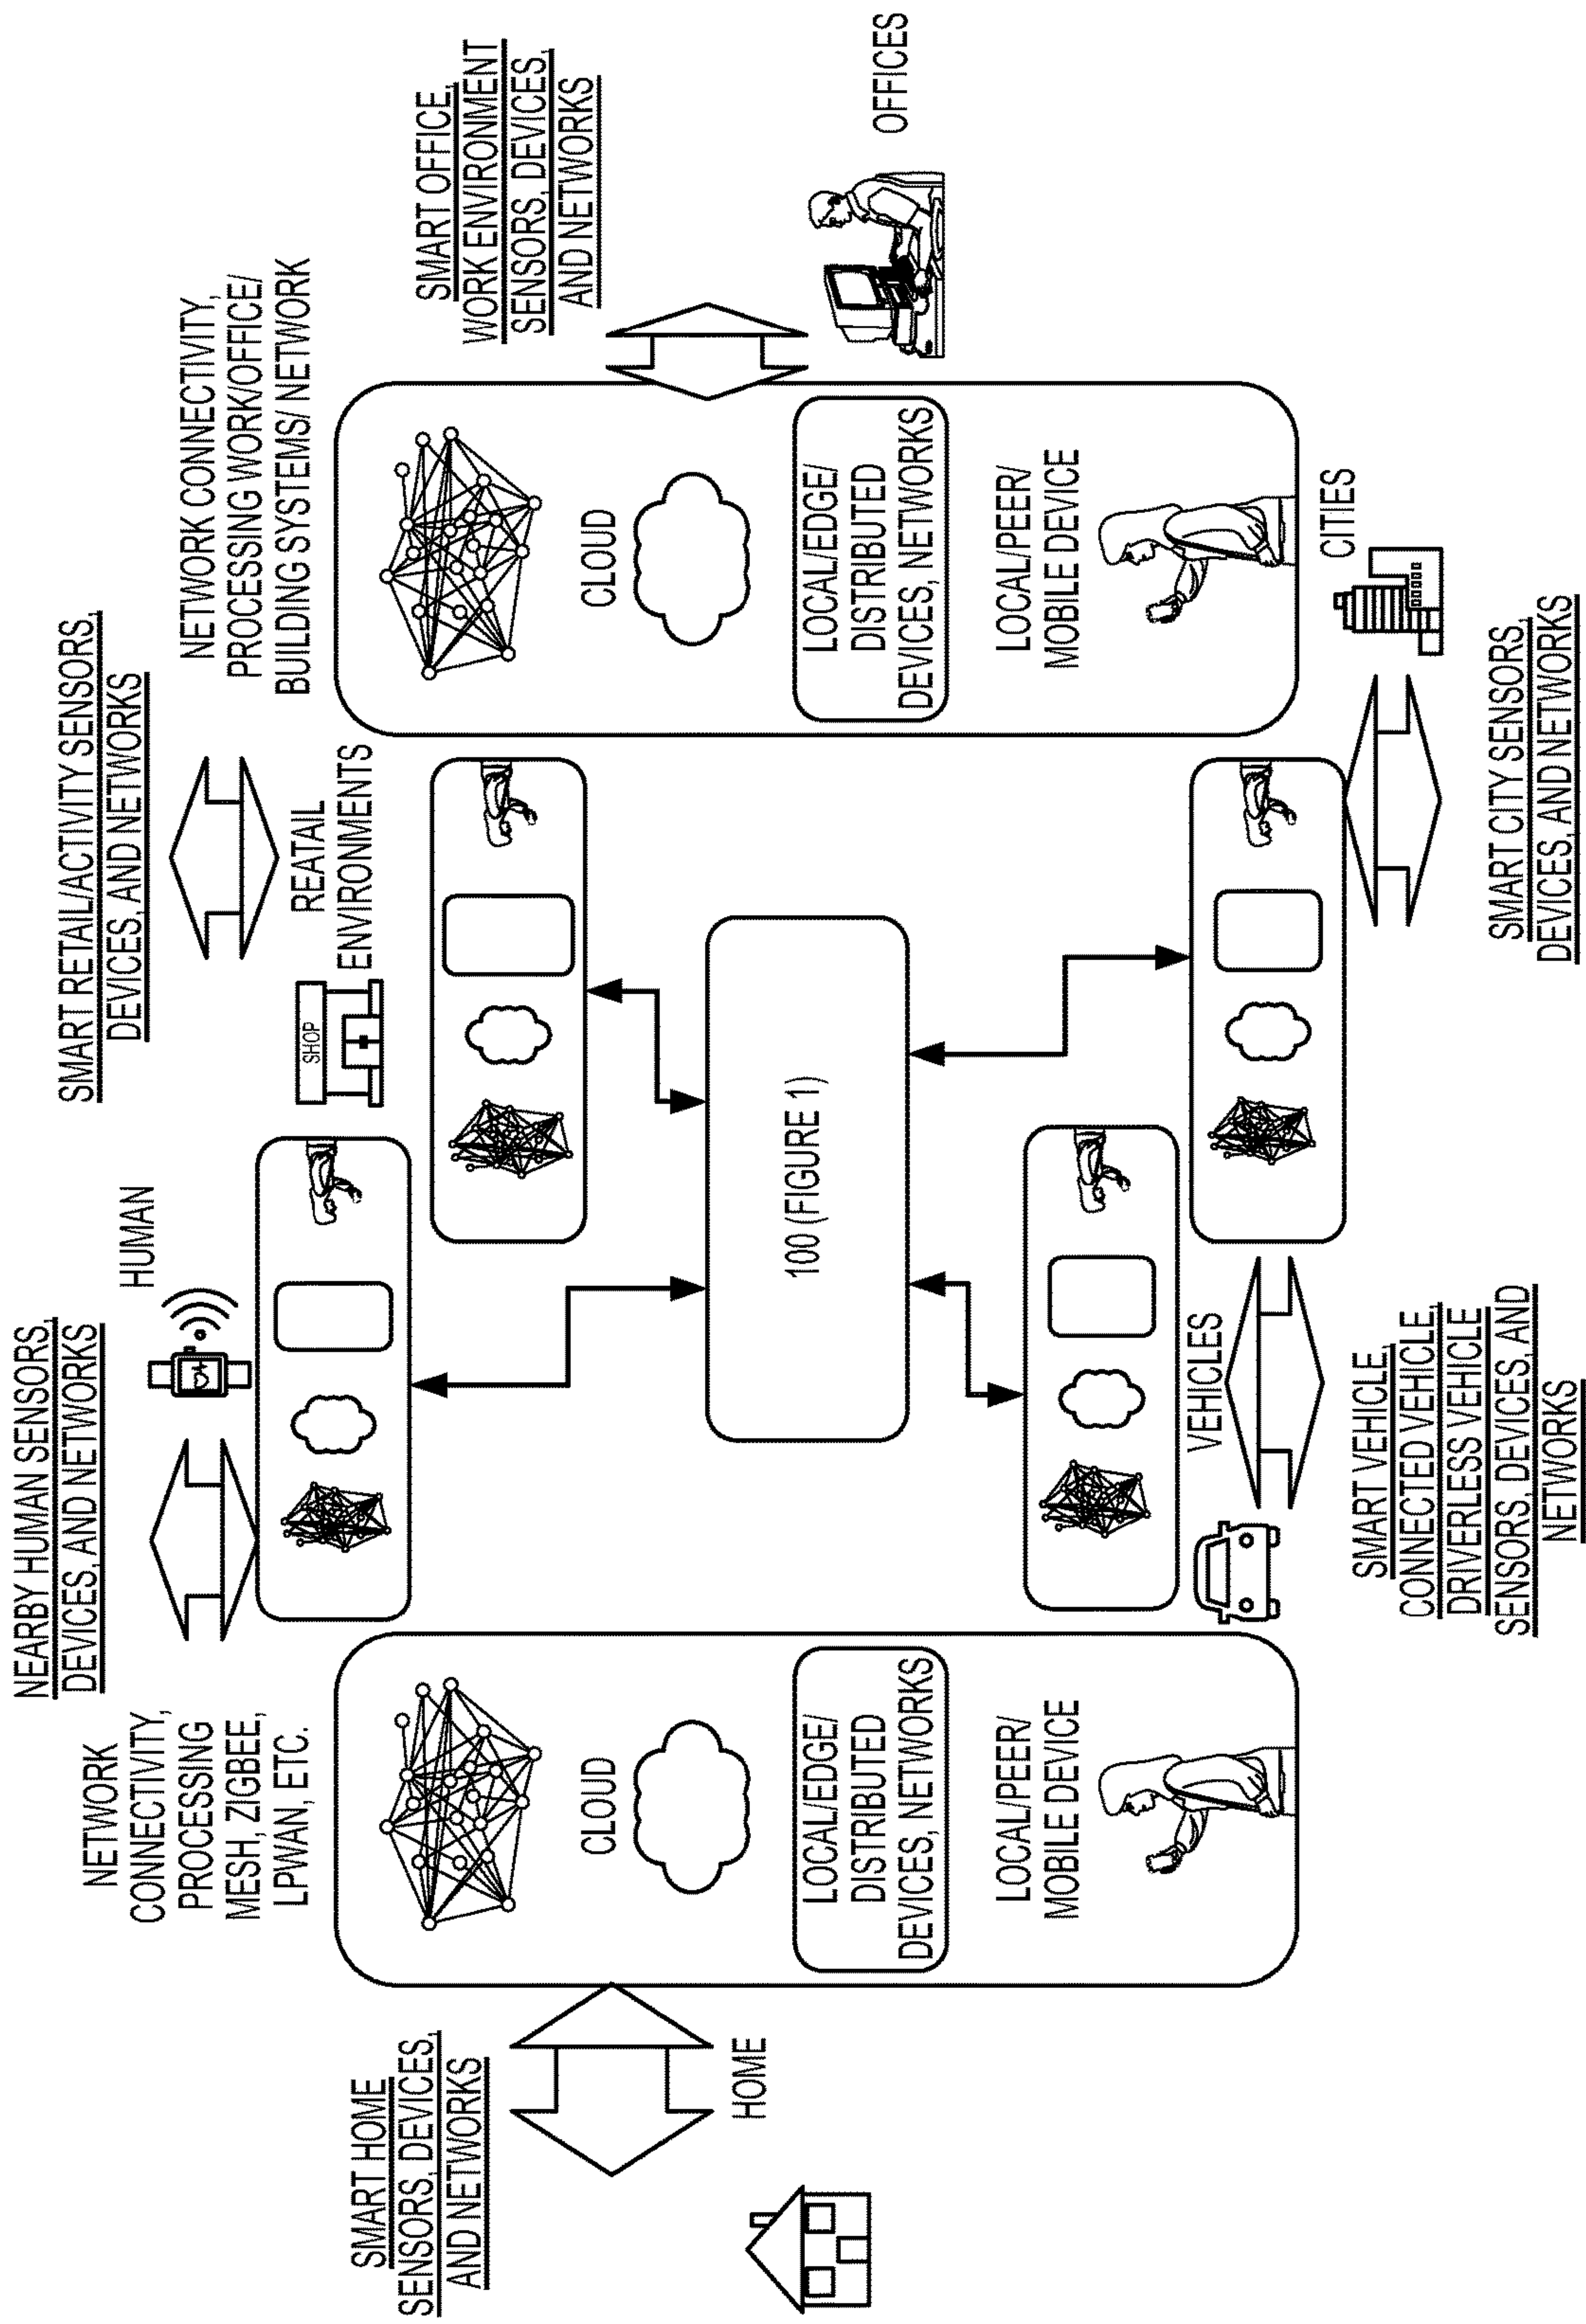 SMART HOME
SENSORS, DEVICES,
AND NETWORKS
HOME
NETWORK
CONNECTIVITY,
PROCESSING
MESH, ZIGBEE,
LPWAN, ETC.
CLOUD
LOCAL/EDGE/
DISTRIBUTED
DEVICES, NETWORKS
LOCAL/PEER/
MOBILE DEVICE
NEARBY HUMAN SENSORS,
DEVICES, AND NETWORKS
HUMAN
SMART RETAIL/ACTIVITY SENSORS,
DEVICES, AND NETWORKS
SHOP
REATAIL
ENVIRONMENTS
100 (FIGURE 1)
VEHICLES
SMART VEHICLE,
CONNECTED VEHICLE,
DRIVERLESS VEHICLE
SENSORS, DEVICES, AND
NETWORKS
NETWORK CONNECTIVITY,
PROCESSING WORK/OFFICE/
BUILDING SYSTEMS/ NETWORK
CLOUD
LOCAL/EDGE/
DISTRIBUTED
DEVICES, NETWORKS
LOCAL/PEER/
MOBILE DEVICE
CITIES
SMART CITY SENSORS,
DEVICES, AND NETWORKS
SMART OFFICE,
WORK ENVIRONMENT
SENSORS, DEVICES,
AND NETWORKS
OFFICES